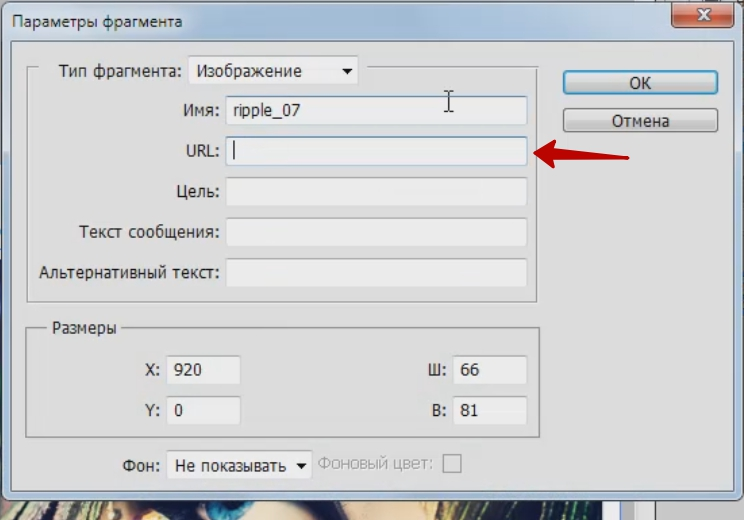 Параметры фрагмента
Тип фрагмента: Изображение
ОК
Имя: ripple_07
Отмена
URL:
Цель:
Текст сообщения:
Альтернативный текст:
Размеры
X: 920 Ш: 66
Y: 0 В: 81
Фон: Не показывать Фоновый цвет: